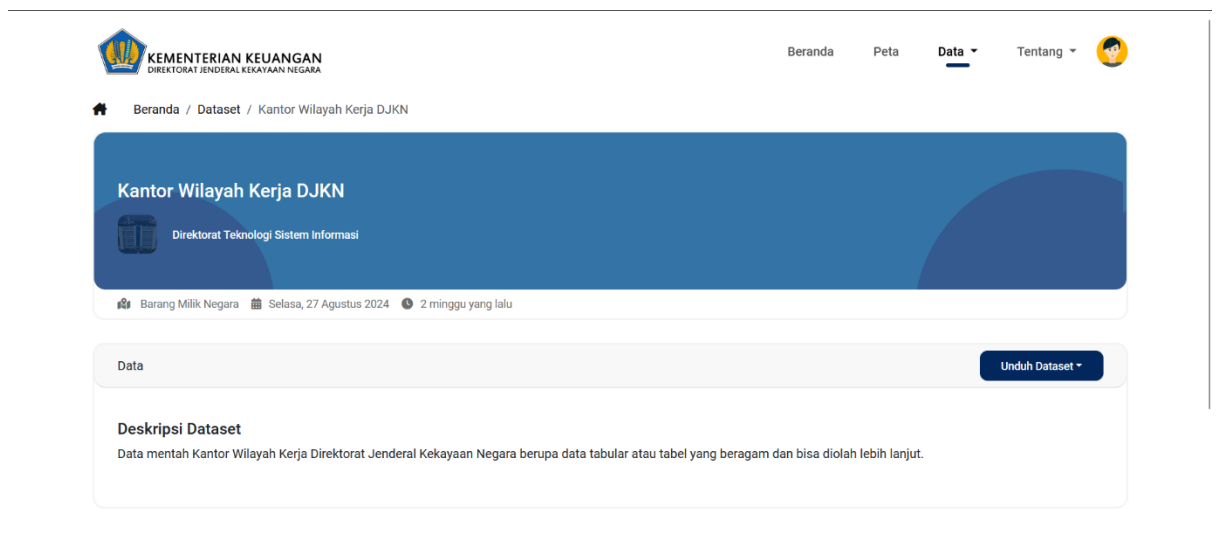 KEMENTERIAN KEUANGAN
DIREKTORAT JENDERAL KEKAYAAN NEGARA
Beranda Peta Data Tentang
Beranda / Dataset / Kantor Wilayah Kerja DJKN
Kantor Wilayah Kerja DJKN
Direktorat Teknologi Sistem Informasi
Barang Milik Negara Selasa, 27 Agustus 2024 2 minggu yang lalu
Data Unduh Dataset
Deskripsi Dataset
Data mentah Kantor Wilayah Kerja Direktorat Jenderal Kekayaan Negara berupa data tabular atau tabel yang beragam dan bisa diolah lebih lanjut.